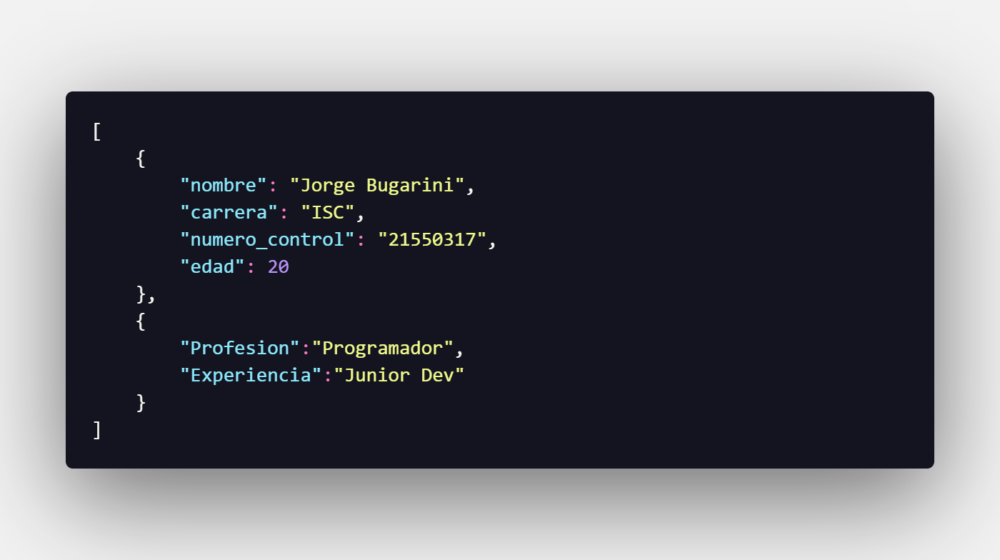 [
    {
        "nombre": "Jorge Bugarini",
        "carrera": "ISC",
        "numero_control": "21550317",
        "edad": 20
    },
    {
        "Profesion":"Programador",
        "Experiencia":"Junior Dev"
    }
]